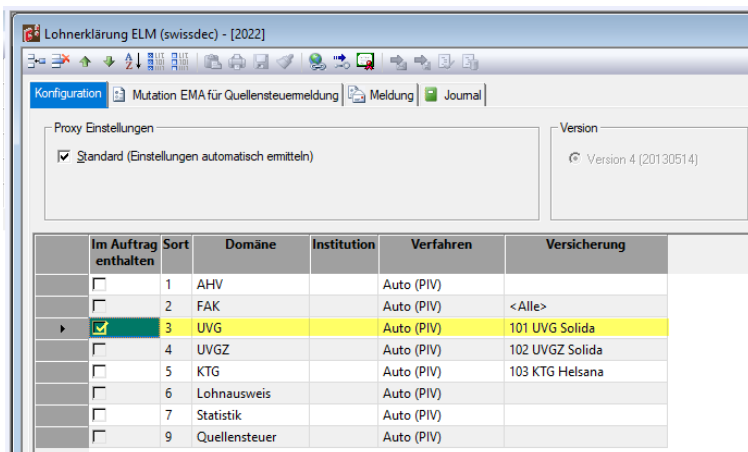 Lohnerklärung ELM (swissdec) - [2022]
Konfiguration Mutation EMA für Quellensteuermeldung Meldung Journal
Proxy Einstellungen Version
Standard (Einstellungen automatisch ermitteln) Version 4 (20130514)
Im Auftrag enthalten Sort Domäne Institution Verfahren Versicherung
1 AHV Auto (PIV)
2 FAK Auto (PIV) <Alle>
3 UVG Auto (PIV) 101 UVG Solida
4 UVGZ Auto (PIV) 102 UVGZ Solida
5 KTG Auto (PIV) 103 KTG Helsana
6 Lohnausweis Auto (PIV)
7 Statistik Auto (PIV)
9 Quellensteuer Auto (PIV)